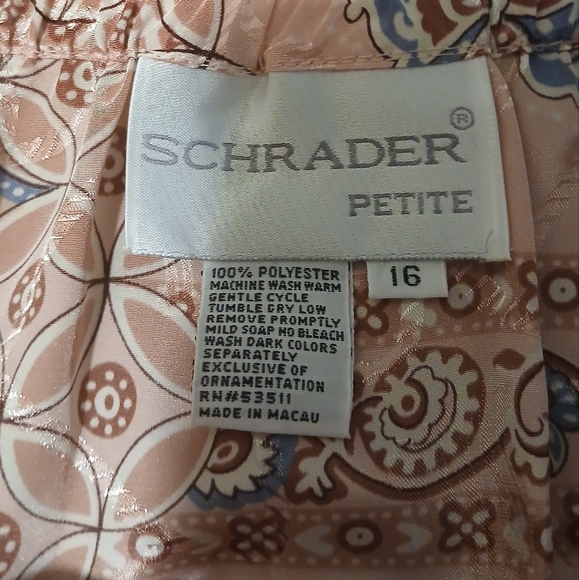 SCHRADER®
PETITE
16
100% POLYESTER
MACHINE WASH WARM
GENTLE CYCLE
TUMBLE DRY LOW
REMOVE PROMPTLY
MILD SOAP NO BLEACH
WASH DARK COLORS
SEPARATELY
EXCLUSIVE OF
ORNAMENTATION
RN#53511
MADE IN MACAU